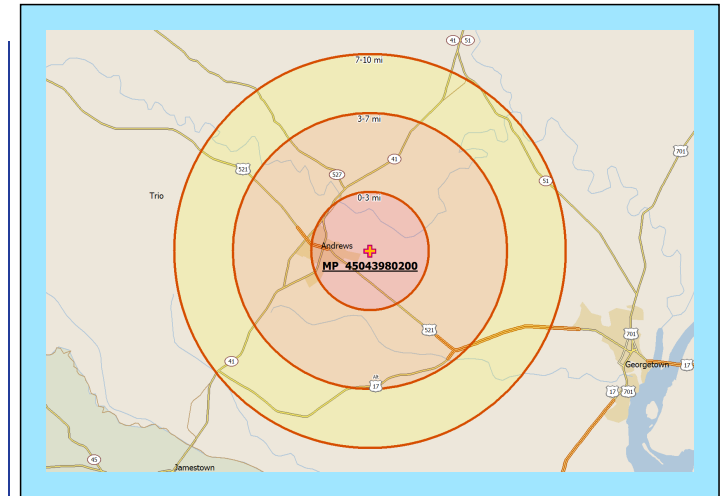 41 51
7-10 mi
3-7 mi
41
701
521
527
51
0-3 mi
Trio
Andrews
MP 45043980200
521
701
41
Georgetown
17
Alt
17
17 701
45
Jamestown